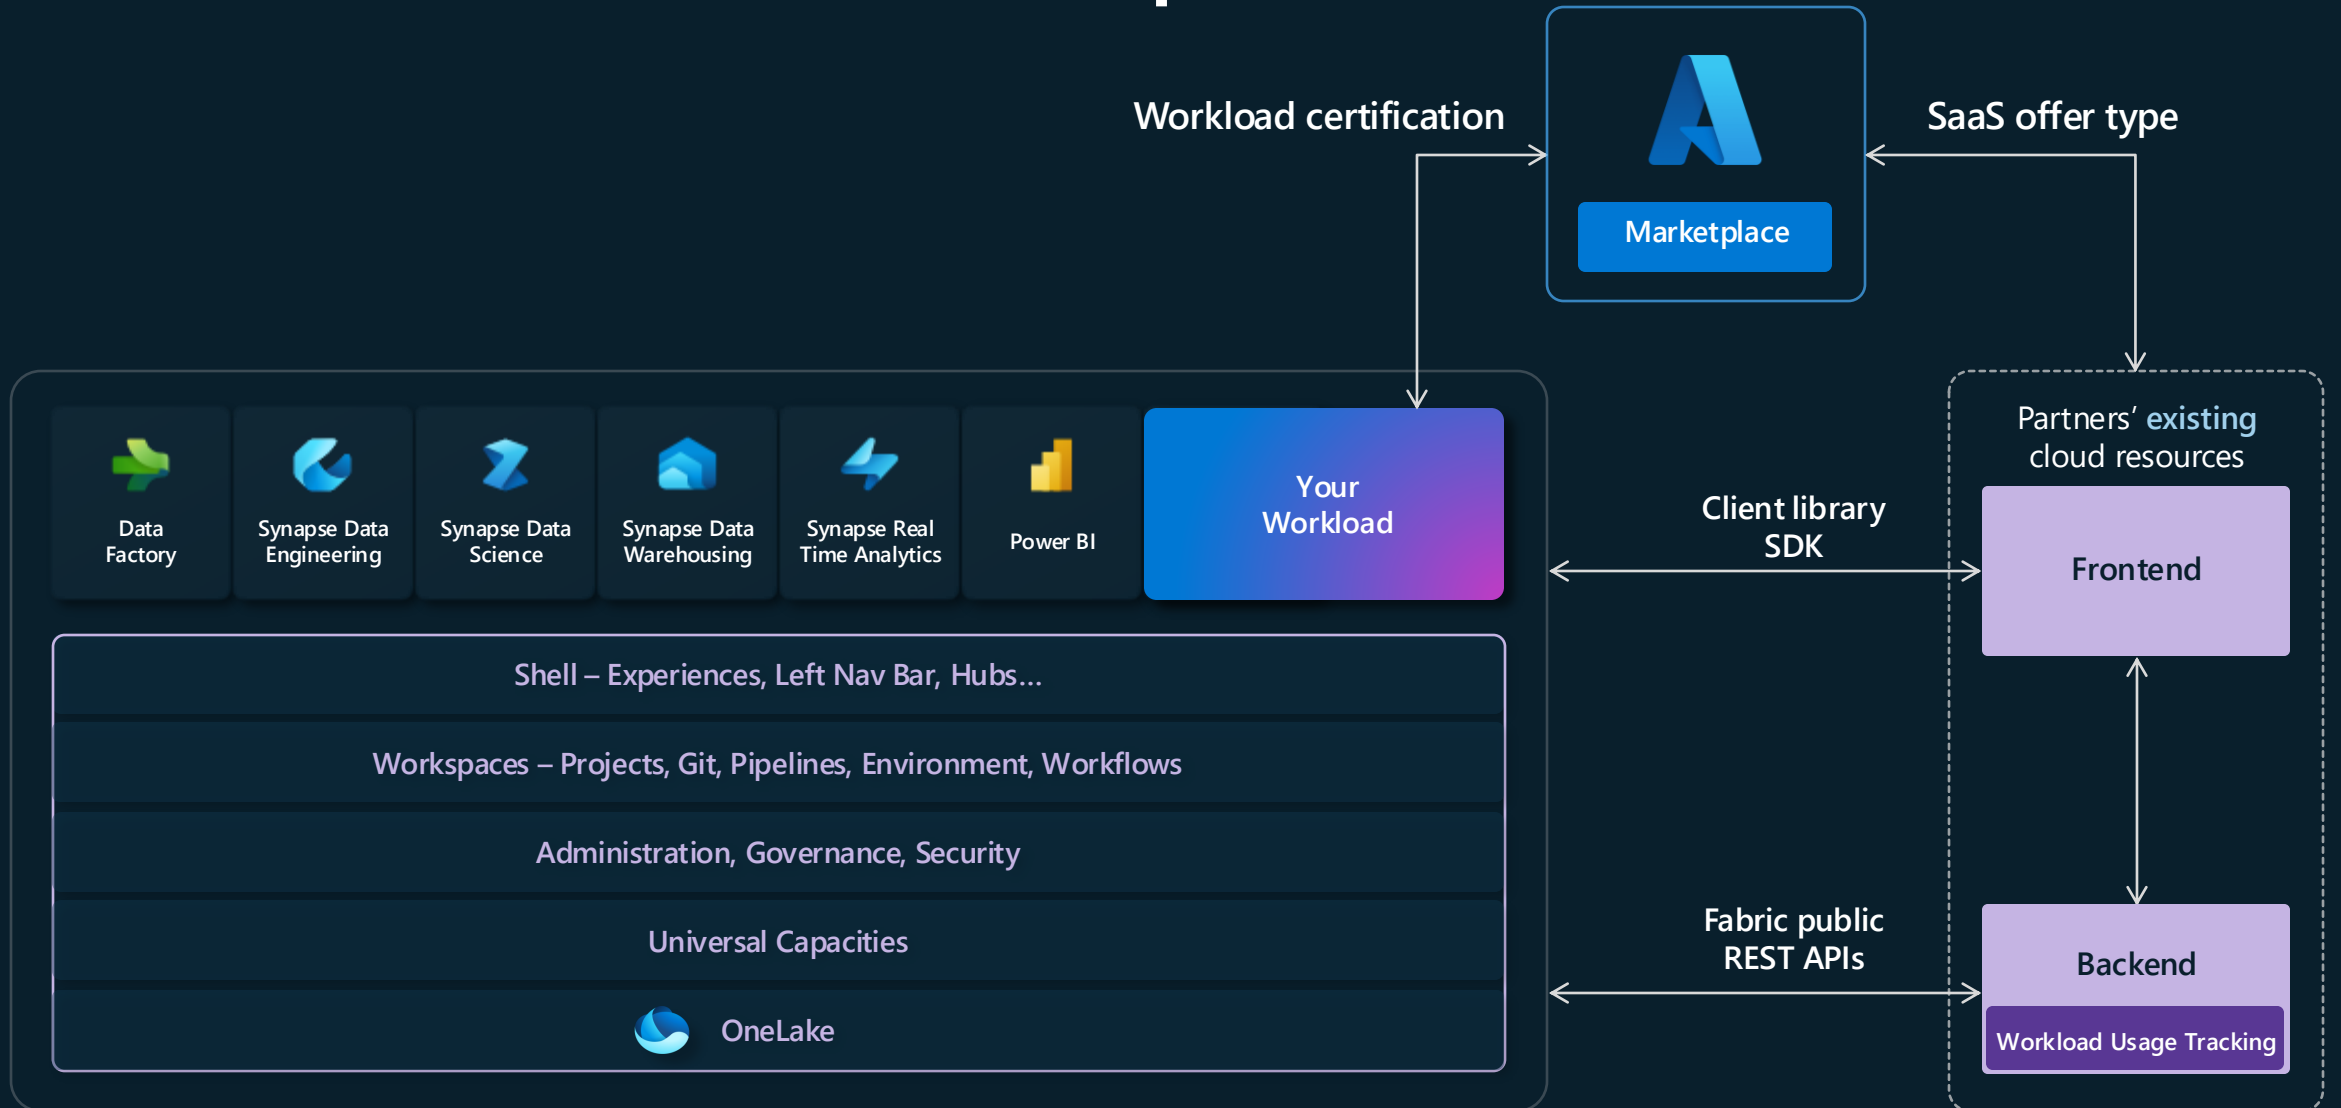 Workload certification
SaaS offer type
Marketplace
Data
Factory
Synapse Data
Engineering
Synapse Data
Science
Synapse Data
Warehousing
Synapse Real
Time Analytics
Power BI
Your
Workload
Partners’ existing
cloud resources
Client library
SDK
Frontend
Shell – Experiences, Left Nav Bar, Hubs...
Workspaces – Projects, Git, Pipelines, Environment, Workflows
Administration, Governance, Security
Universal Capacities
OneLake
Fabric public
REST APIs
Backend
Workload Usage Tracking